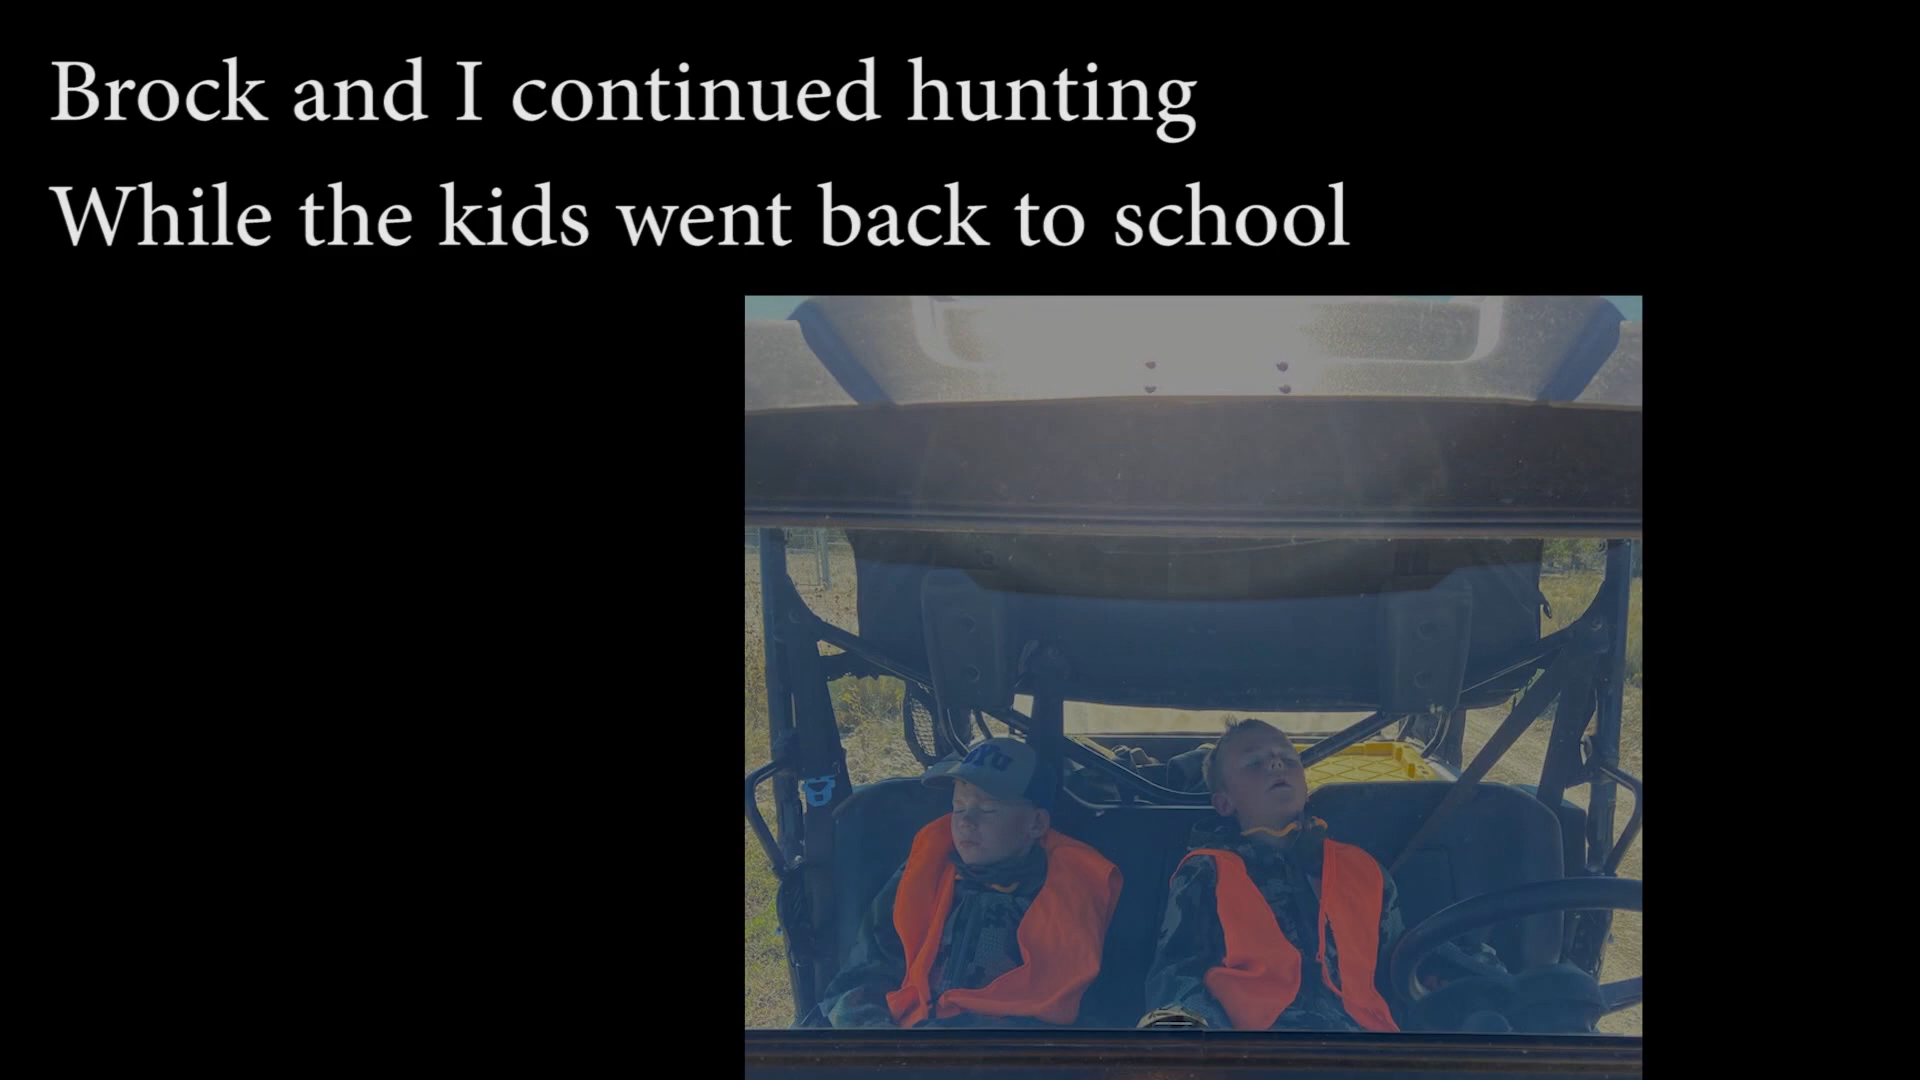 Brock and I continued hunting
While the kids went back to school